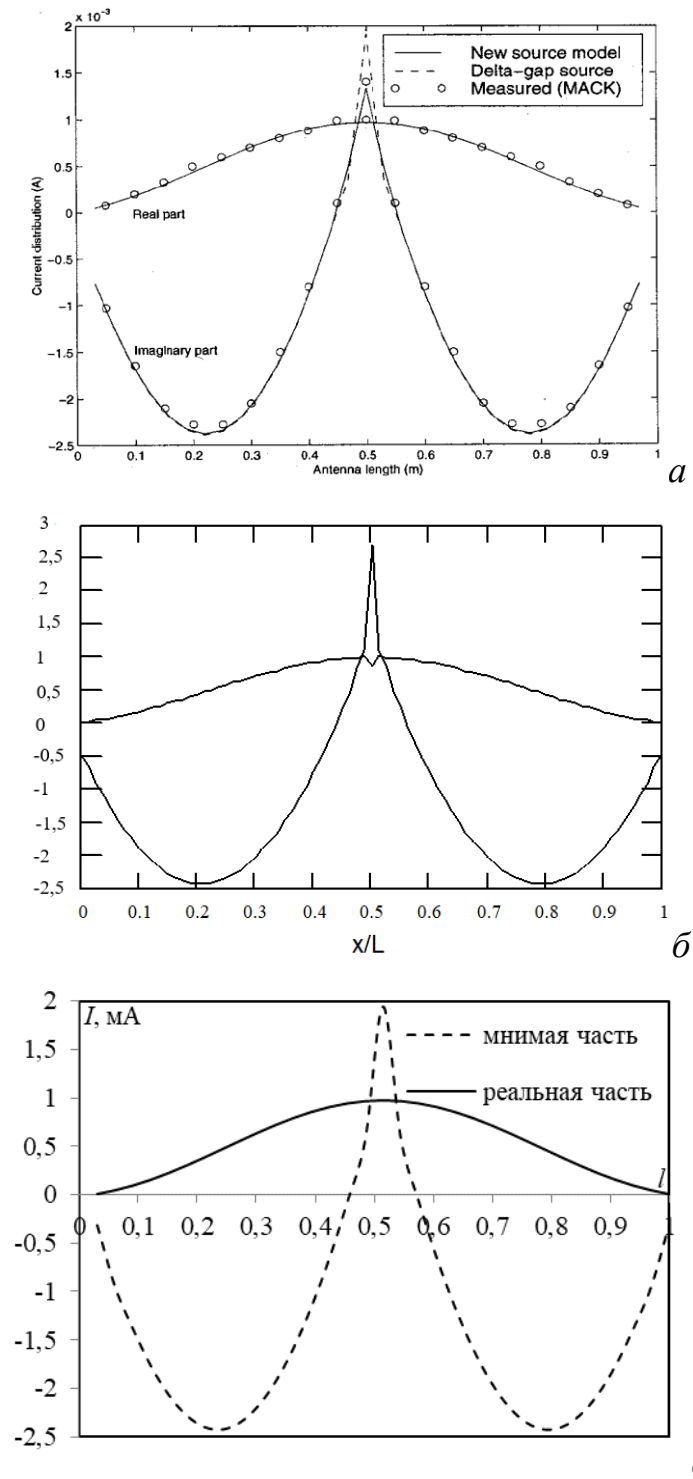 x 10⁻³
2
1.5
1
0.5
0
−0.5
−1
−1.5
−2
−2.5
Current distribution (A)
New source model
Delta−gap source
Measured (MACK)
Real part
Imaginary part
0 0.1 0.2 0.3 0.4 0.5 0.6 0.7 0.8 0.9 1
Antenna length (m)
а
3
2,5
2
1,5
1
0,5
0
-0,5
-1
-1,5
-2
-2,5
0 0.1 0.2 0.3 0.4 0.5 0.6 0.7 0.8 0.9 1
x/L
б
2
1,5
1
0,5
0
-0,5
-1
-1,5
-2
-2,5
I, мА
мнимая часть
реальная часть
l
0 0,1 0,2 0,3 0,4 0,5 0,6 0,7 0,8 0,9 1